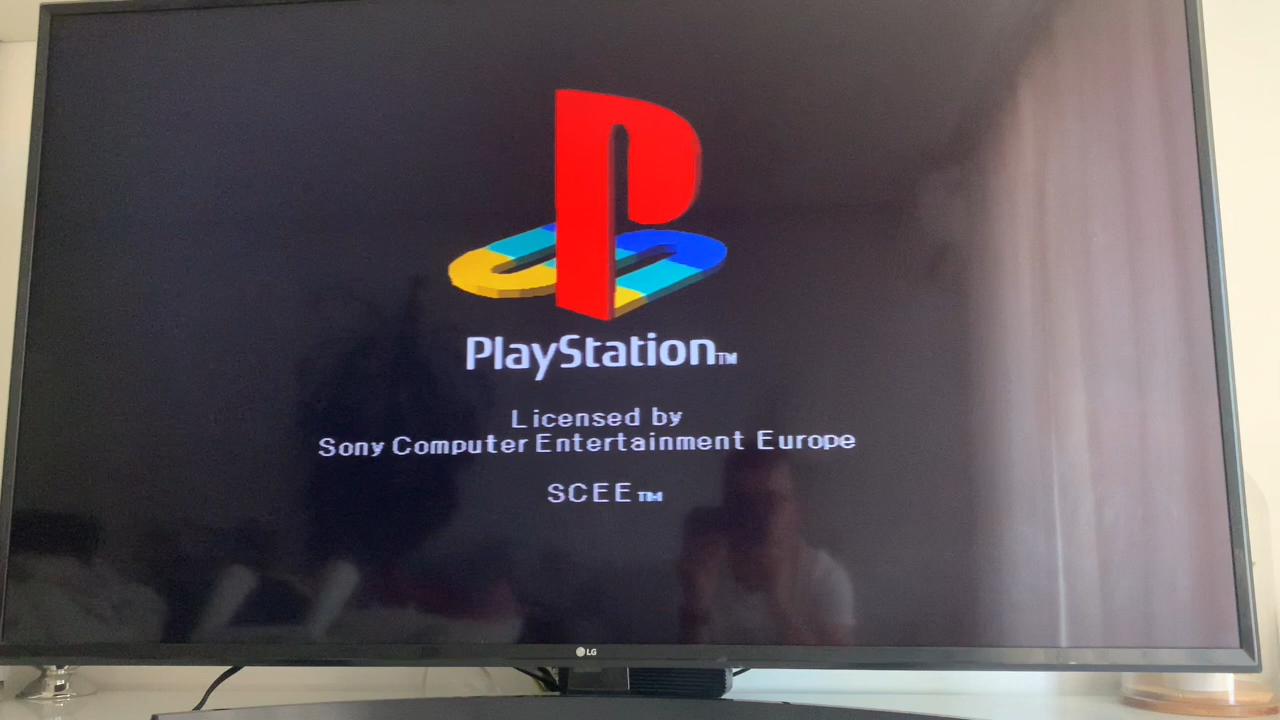 PlayStation™
Licensed by
Sony Computer Entertainment Europe
SCEE™
LG